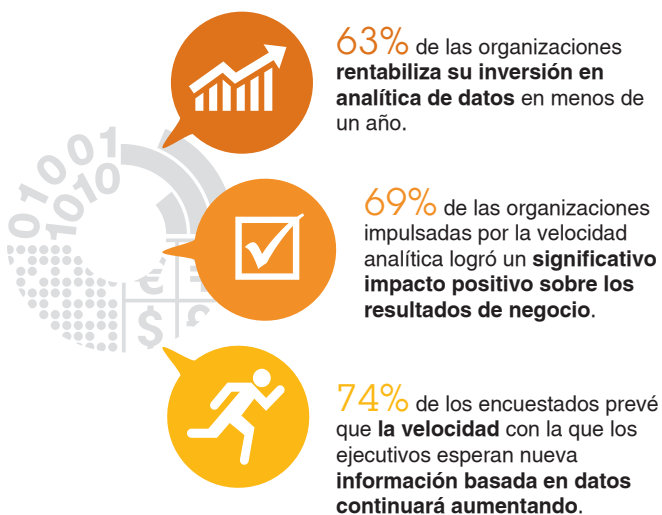 63% de las organizaciones
rentabiliza su inversión en
analítica de datos en menos de
un año.
01001
1010
69% de las organizaciones
impulsadas por la velocidad
analítica logró un significativo
impacto positivo sobre los
resultados de negocio.
€
$
74% de los encuestados prevé
que la velocidad con la que los
ejecutivos esperan nueva
información basada en datos
continuará aumentando.